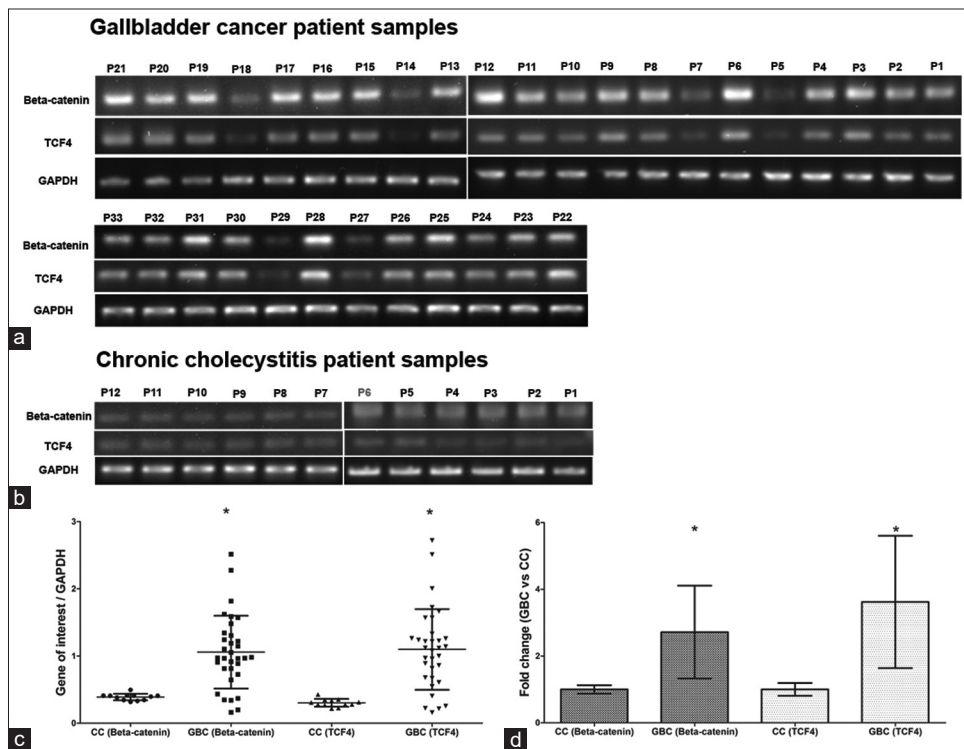 Gallbladder cancer patient samples
P21 P20 P19 P18 P17 P16 P15 P14 P13 P12 P11 P10 P9 P8 P7 P6 P5 P4 P3 P2 P1
Beta-catenin
TCF4
GAPDH
P33 P32 P31 P30 P29 P28 P27 P26 P25 P24 P23 P22
Beta-catenin
TCF4
GAPDH
a
Chronic cholecystitis patient samples
P12 P11 P10 P9 P8 P7 P6 P5 P4 P3 P2 P1
Beta-catenin
TCF4
GAPDH
b
Gene of interest / GAPDH
3
2
1
0
* *
CC (Beta-catenin) GBC (Beta-catenin) CC (TCF4) GBC (TCF4)
c
Fold change (GBC vs CC)
6
4
2
0
* *
CC (Beta-catenin) GBC (Beta-catenin) CC (TCF4) GBC (TCF4)
d